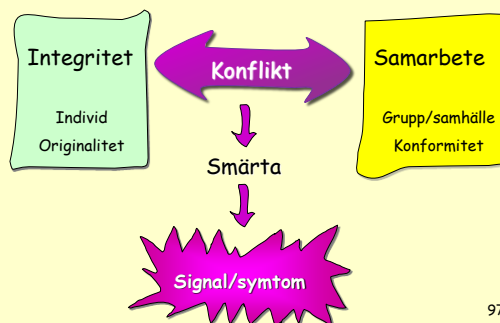 Integritet
Individ
Originalitet
Konflikt
Samarbete
Grupp/samhälle
Konformitet
Smärta
Signal/symtom
97